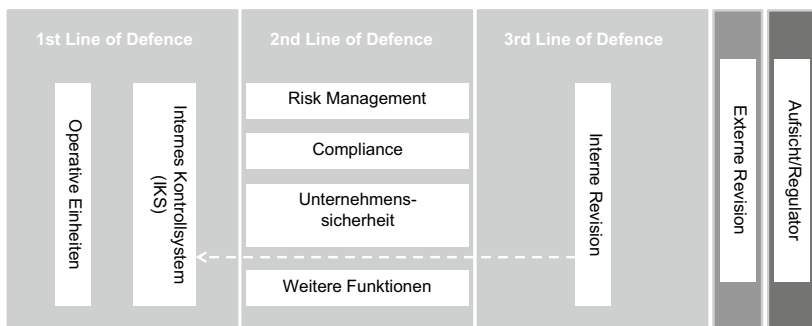 1st Line of Defence
2nd Line of Defence
3rd Line of Defence
Operative Einheiten
Internes Kontrollsystem
(IKS)
Risk Management
Compliance
Unternehmens-
sicherheit
Weitere Funktionen
Interne Revision
Externe Revision
Aufsicht/Regulator